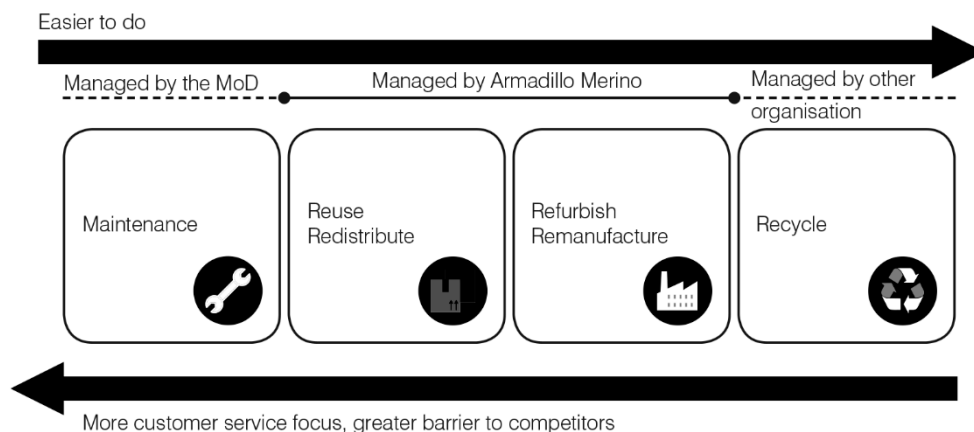 Easier to do
Managed by the MoD
Managed by Armadillo Merino
Managed by other
organisation
Maintenance
Reuse
Redistribute
Refurbish
Remanufacture
Recycle
More customer service focus, greater barrier to competitors